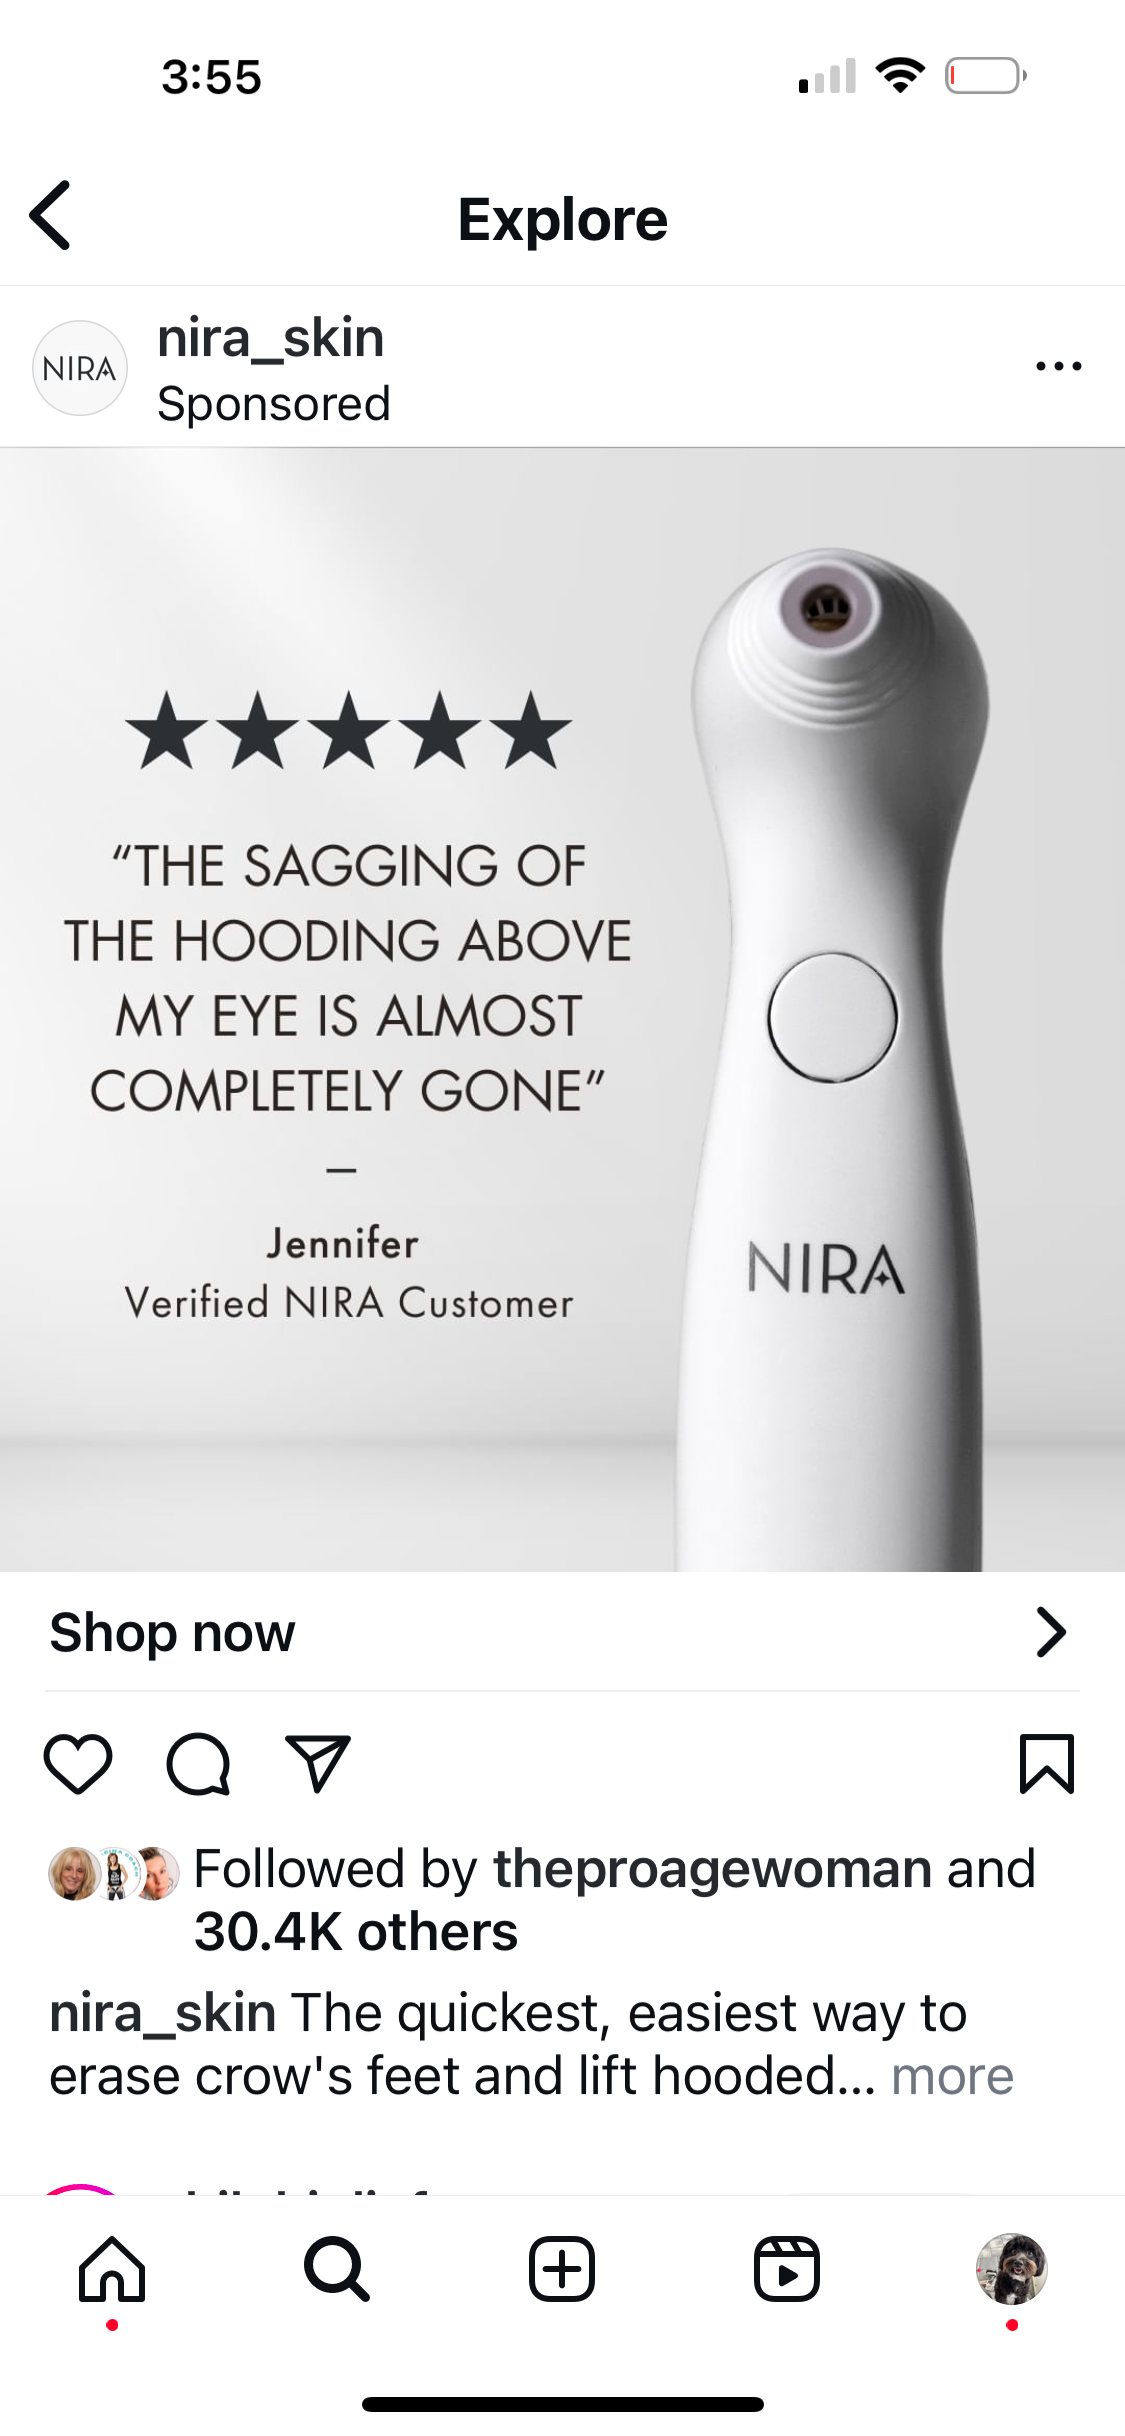 3:55
Explore
NIRA
nira_skin
Sponsored
“THE SAGGING OF
THE HOODING ABOVE
MY EYE IS ALMOST
COMPLETELY GONE”
—
Jennifer
Verified NIRA Customer
NIRA
Shop now
Followed by theproagewoman and
30.4K others
nira_skin The quickest, easiest way to
erase crow's feet and lift hooded... more